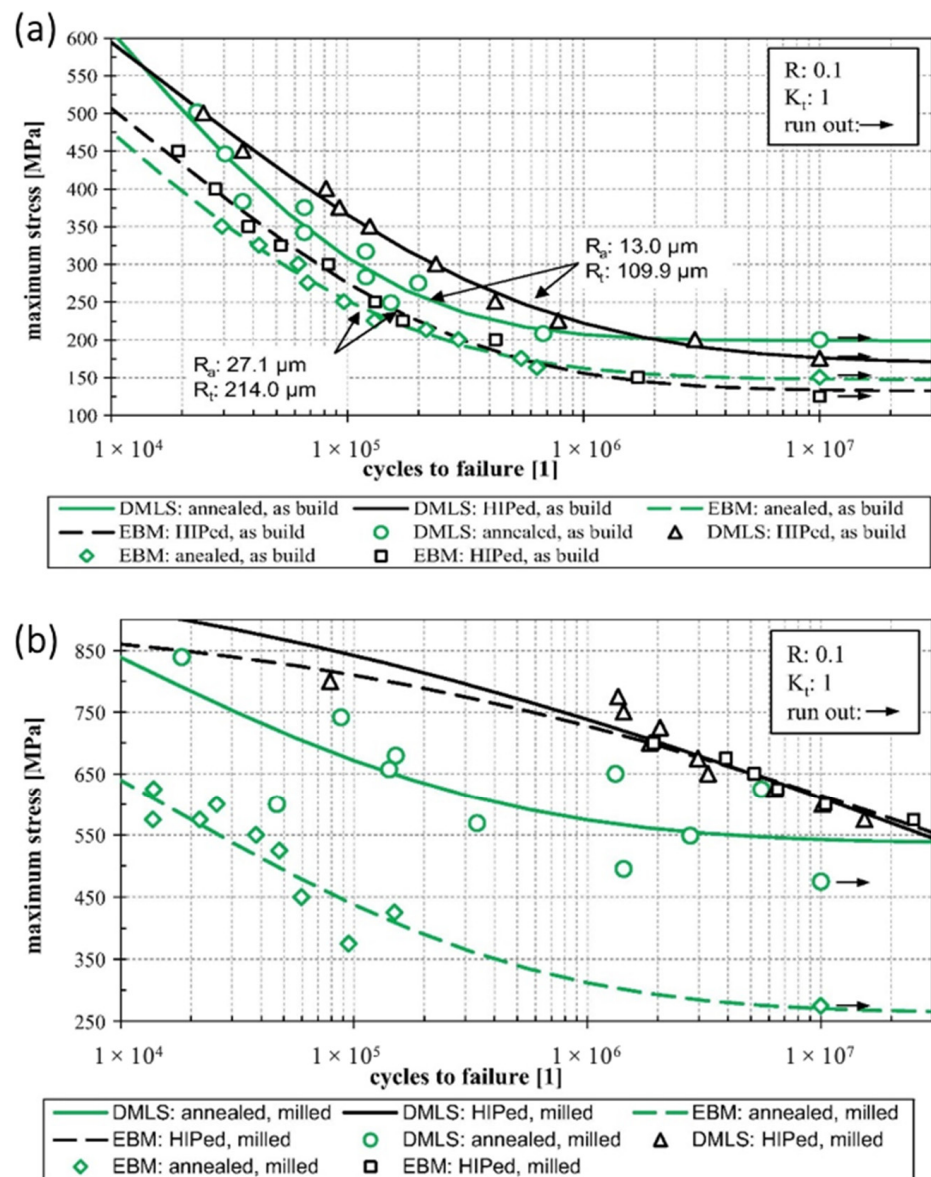 (a)
600
550
500
450
400
350
300
250
200
150
100
maximum stress [MPa]
R: 0.1
Kt: 1
run out:
Ra: 13.0 µm
Rt: 109.9 µm
Ra: 27.1 µm
Rt: 214.0 µm
1 × 10⁴ 1 × 10⁵ 1 × 10⁶ 1 × 10⁷
cycles to failure [1]
DMLS: annealed, as build DMLS: HIPed, as build EBM: anealed, as build
EBM: HIPed, as build DMLS: annealed, as build DMLS: HIPed, as build
EBM: anealed, as build EBM: HIPed, as build
(b)
850
750
650
550
450
350
250
maximum stress [MPa]
R: 0.1
Kt: 1
run out:
1 × 10⁴ 1 × 10⁵ 1 × 10⁶ 1 × 10⁷
cycles to failure [1]
DMLS: annealed, milled DMLS: HIPed, milled EBM: annealed, milled
EBM: HIPed, milled DMLS: annealed, milled DMLS: HIPed, milled
EBM: annealed, milled EBM: HIPed, milled